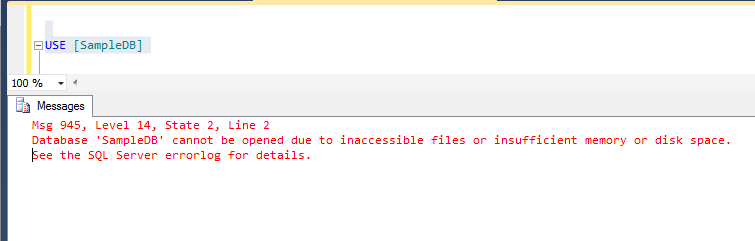 USE [SampleDB]
100 %
Messages
Msg 945, Level 14, State 2, Line 2
Database 'SampleDB' cannot be opened due to inaccessible files or insufficient memory or disk space.
See the SQL Server errorlog for details.